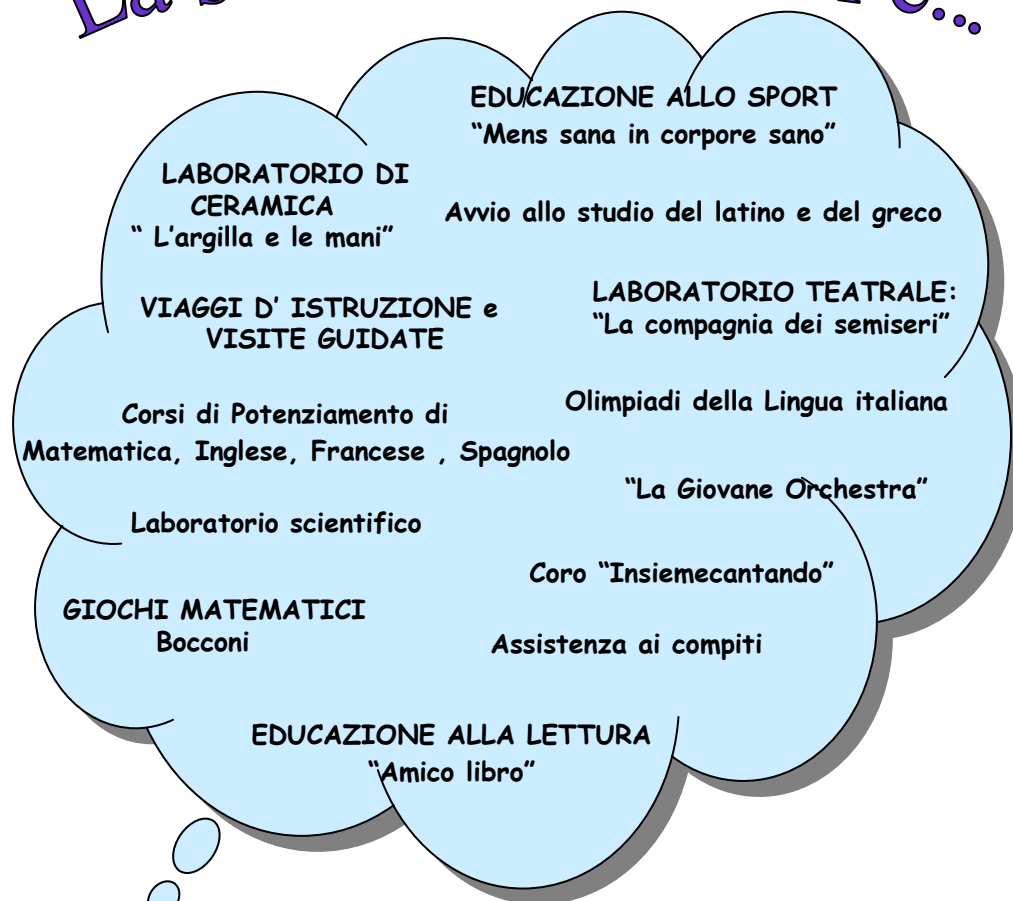 La
EDUCAZIONE ALLO SPORT
“Mens sana in corpore sano”
LABORATORIO DI
CERAMICA
“ L’argilla e le mani”
Avvio allo studio del latino e del greco
VIAGGI D’ ISTRUZIONE e
VISITE GUIDATE
LABORATORIO TEATRALE:
“La compagnia dei semiseri”
Corsi di Potenziamento di
Matematica, Inglese, Francese , Spagnolo
Olimpiadi della Lingua italiana
“La Giovane Orchestra”
Laboratorio scientifico
Coro “Insiemecantando”
GIOCHI MATEMATICI
Bocconi
Assistenza ai compiti
EDUCAZIONE ALLA LETTURA
“Amico libro”